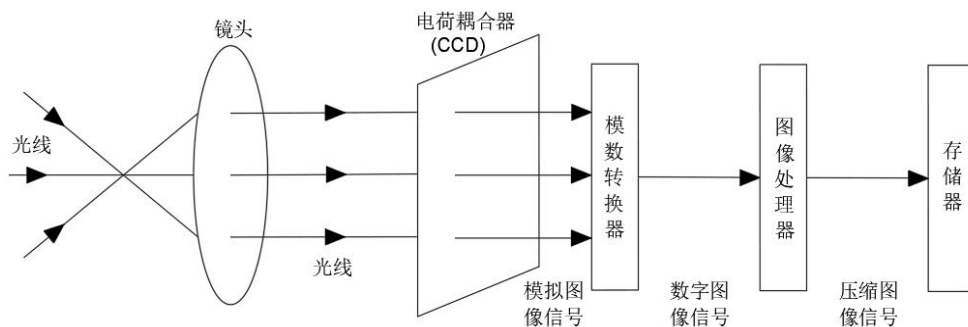 镜头
电荷耦合器
(CCD)
光线
光线
模数转换器
图像处理器
存储器
模拟图
像信号
数字图
像信号
压缩图
像信号